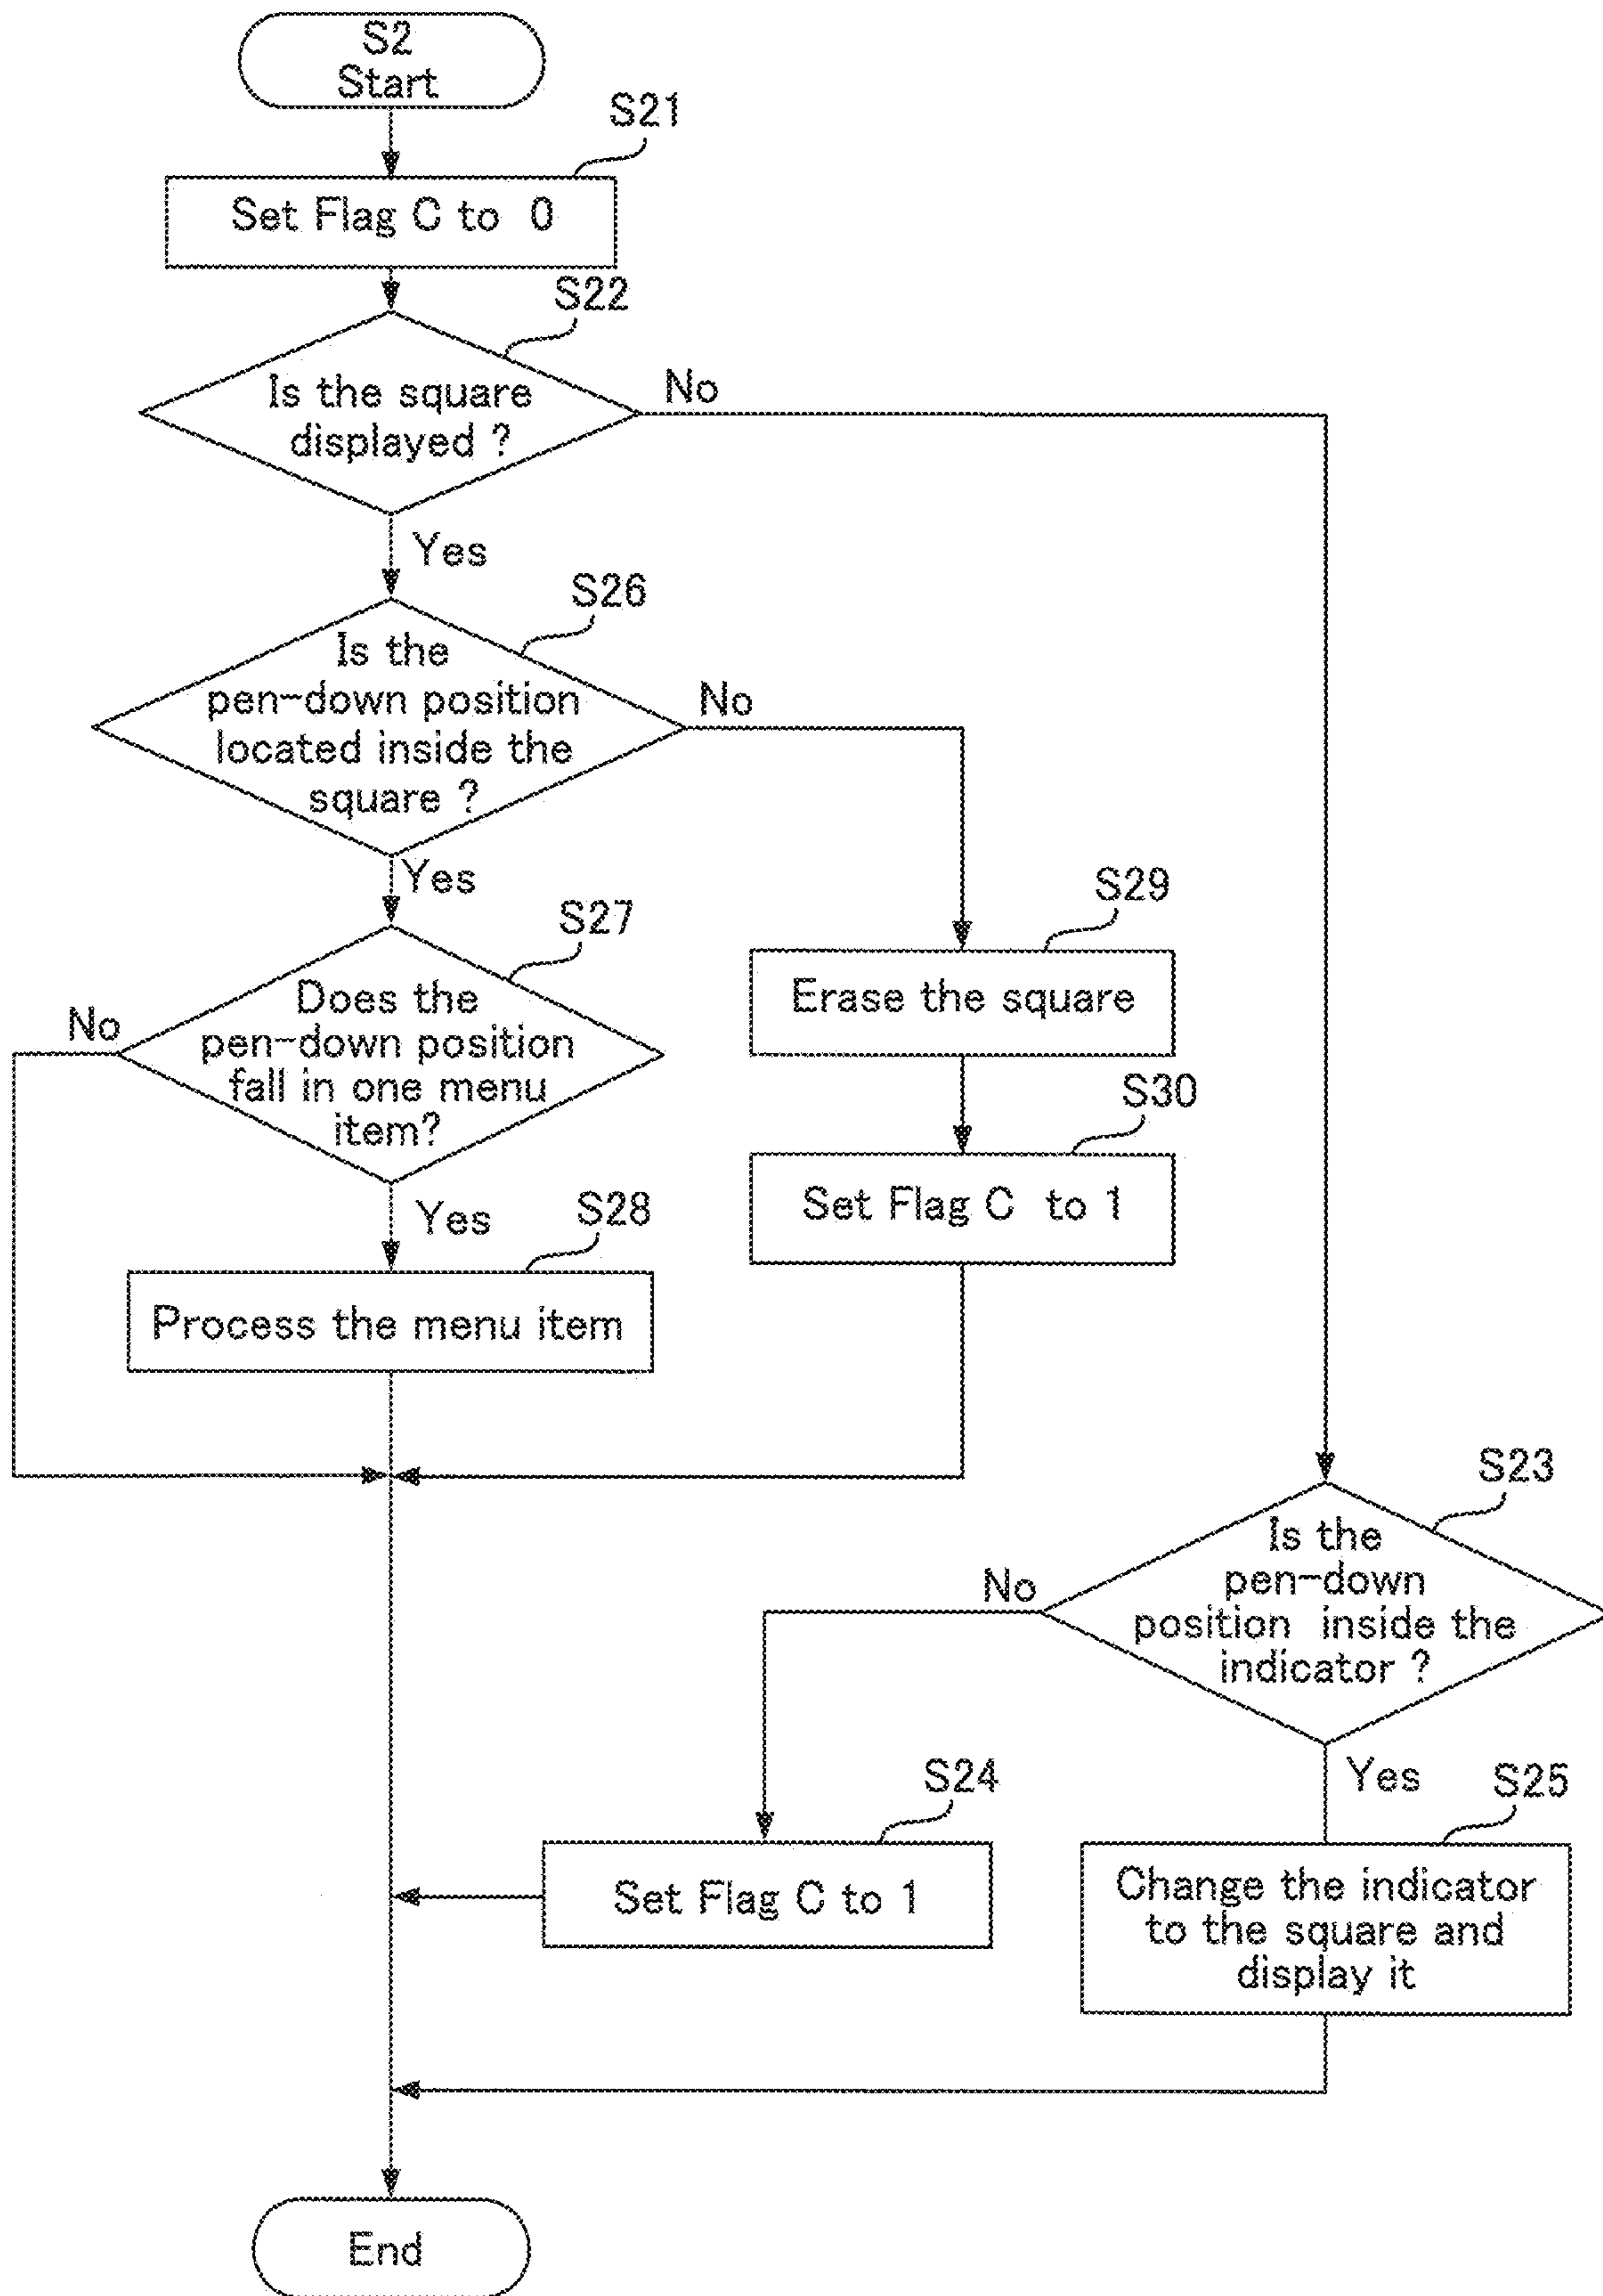 S2
Start
S21
Set Flag C to 0
S22
Is the square
displayed ?
No
Yes
S26
Is the
pen-down position
located inside the
square ?
No
Yes
S27
Does the
pen-down position
fall in one menu
item?
No
Yes
S28
Process the menu item
S29
Erase the square
S30
Set Flag C to 1
S23
Is the
pen-down
position inside the
indicator ?
No
Yes
S24
Set Flag C to 1
S25
Change the indicator
to the square and
display it
End